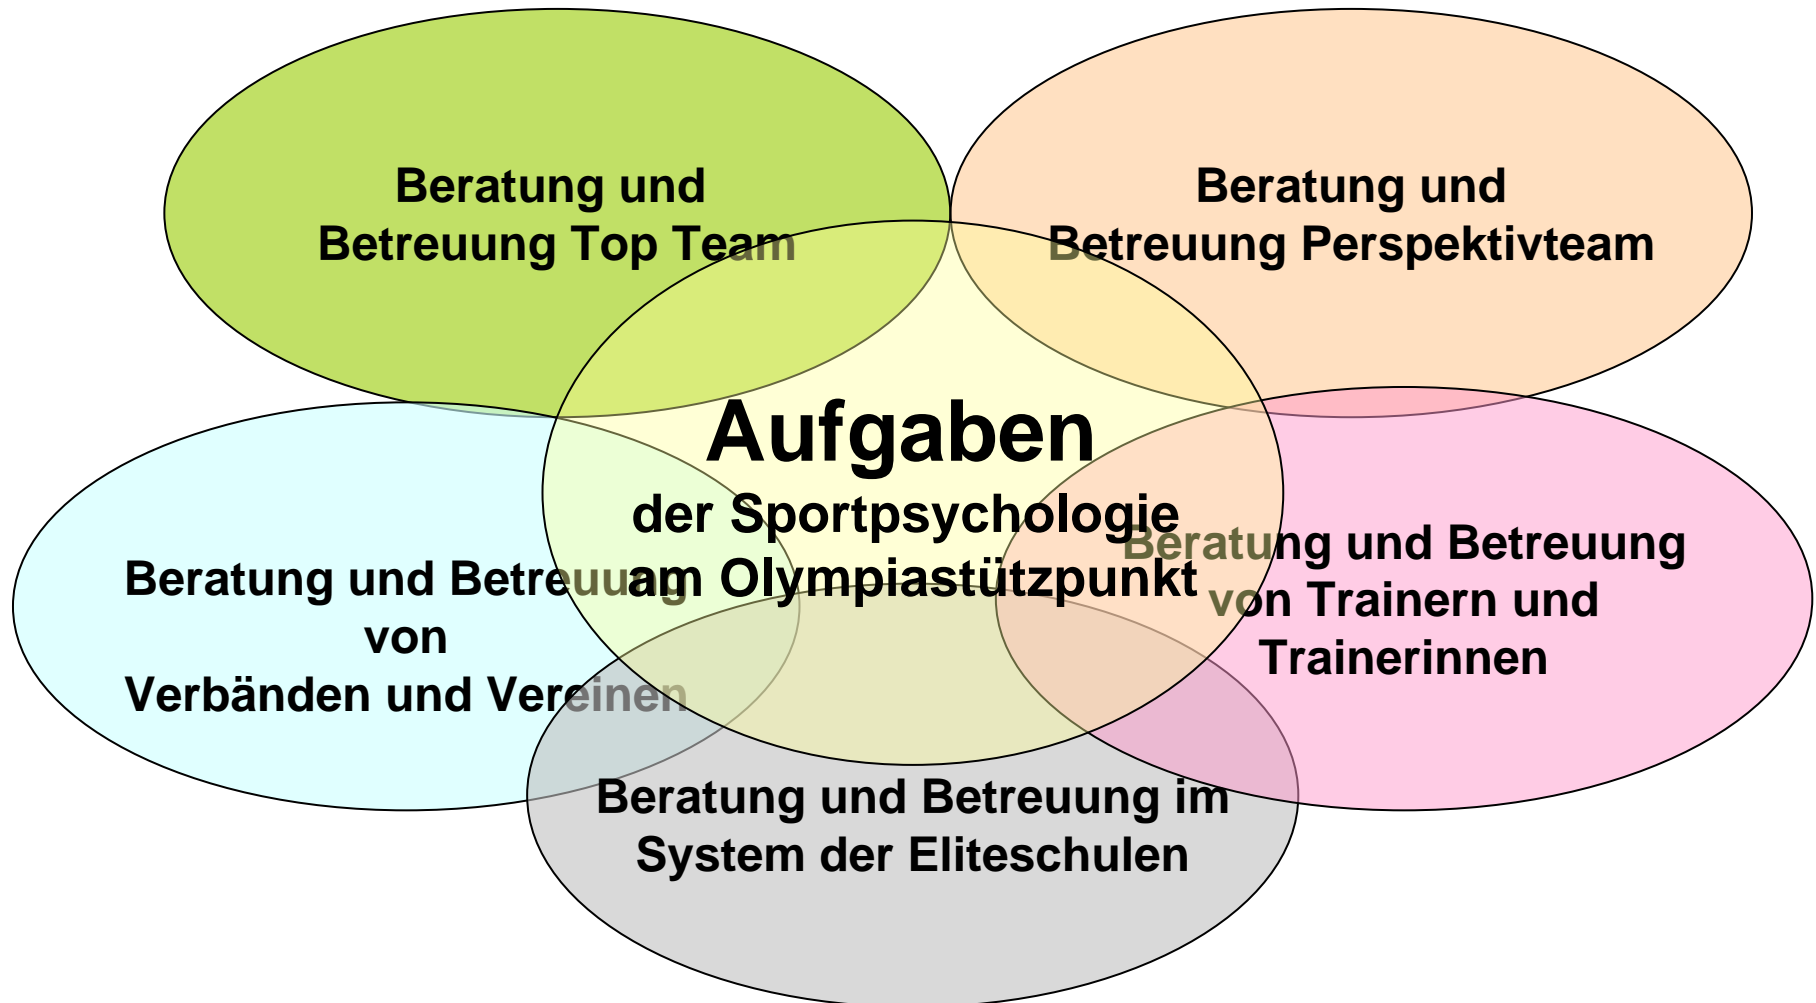 Beratung und
Betreuung Top Team
Beratung und
Betreuung Perspektivteam
Aufgaben
der Sportpsychologie
am Olympiastützpunkt
Beratung und Betreuung
von
Verbänden und Vereinen
Beratung und Betreuung
von Trainern und
Trainerinnen
Beratung und Betreuung im
System der Eliteschulen